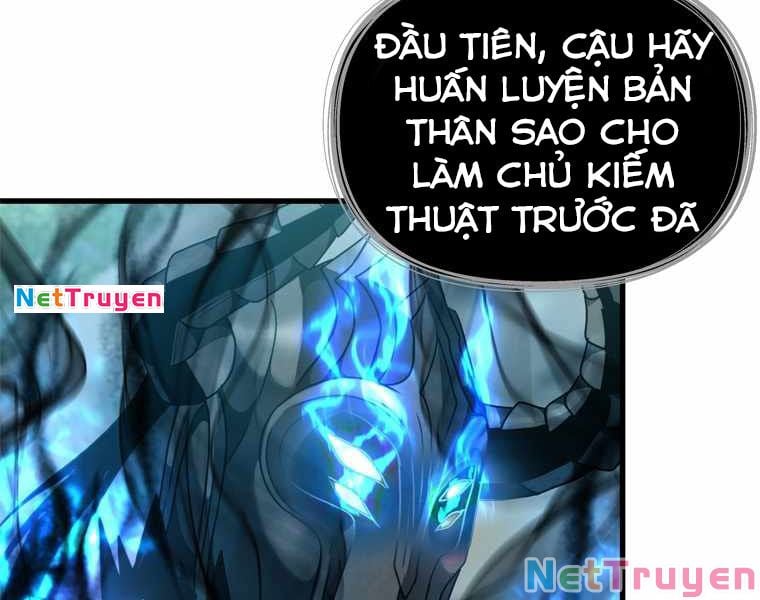 ĐẦU TIÊN, CẬU HÃY
HUẤN LUYỆN BẢN
THÂN SAO CHO
LÀM CHỦ KIẾM
THUẬT TRƯỚC ĐÃ
NetTruyen
NetTruyen